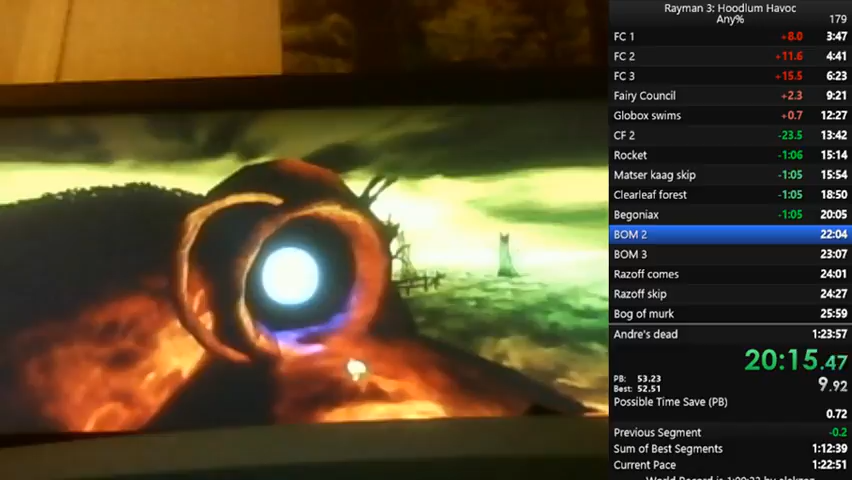 Rayman 3: Hoodlum Havoc
Any% 179
FC 1 +8.0 3:47
FC 2 +11.6 4:41
FC 3 +15.5 6:23
Fairy Council +2.3 9:21
Globox swims +0.7 12:27
CF 2 -23.5 13:42
Rocket -1:06 15:14
Matser kaag skip -1:05 15:54
Clearleaf forest -1:05 18:50
Begoniax -1:05 20:05
BOM 2 22:04
BOM 3 23:07
Razoff comes 24:01
Razoff skip 24:27
Bog of murk 25:59
Andre's dead 1:23:57
20:15.47
PB: 53.23
Best: 52.51 9.92
Possible Time Save (PB)
0.72
Previous Segment -0.2
Sum of Best Segments 1:12:39
Current Pace 1:22:51